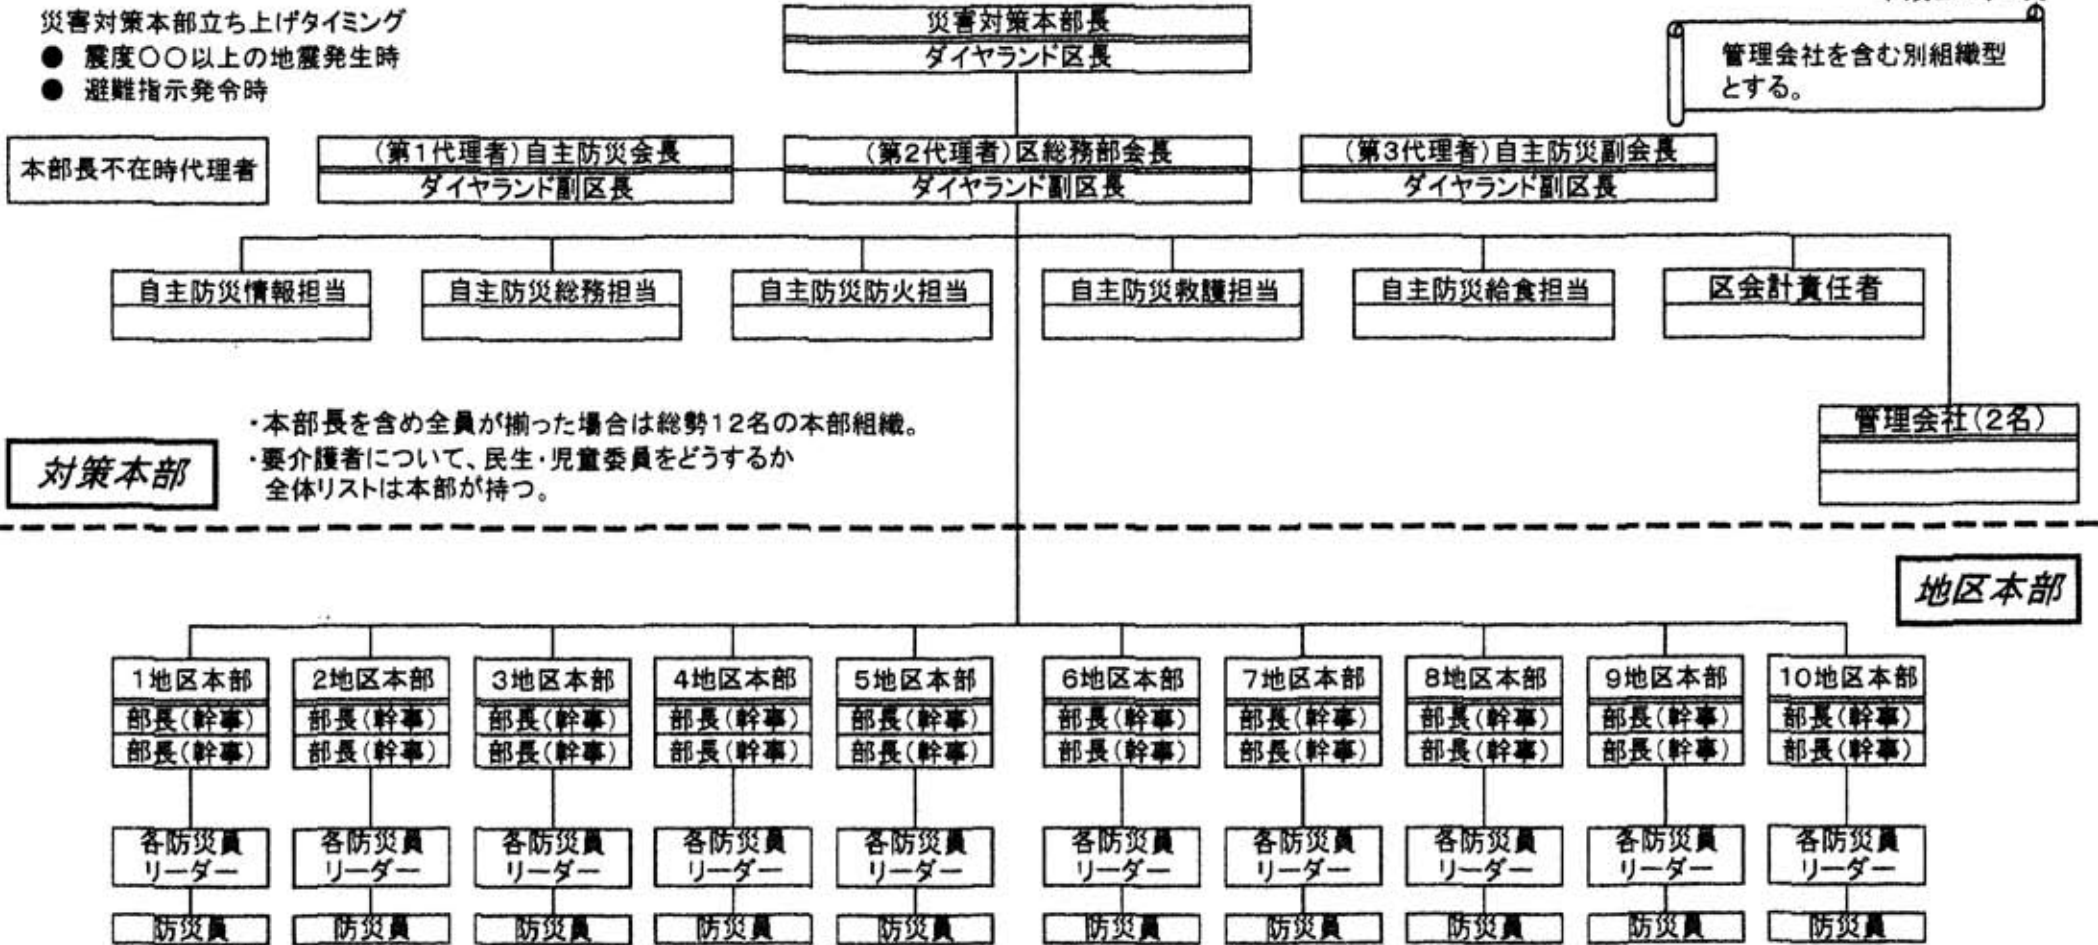 災害対策本部立ち上げタイミング
● 震度〇〇以上の地震発生時
● 避難指示発令時
災害対策本部長
ダイヤランド区長
管理会社を含む別組織型
とする。
本部長不在時代理者
(第1代理者)自主防災会長
ダイヤランド副区長
(第2代理者)区総務部会長
ダイヤランド副区長
(第3代理者)自主防災副会長
ダイヤランド副区長
自主防災情報担当
自主防災総務担当
自主防災防火担当
自主防災救護担当
自主防災給食担当
区会計責任者
管理会社(2名)
対策本部
・本部長を含め全員が揃った場合は総勢12名の本部組織。
・要介護者について、民生・児童委員をどうするか
全体リストは本部が持つ。
地区本部
1地区本部
部長(幹事)
部長(幹事)
各防災員
リーダー
防災員
2地区本部
部長(幹事)
部長(幹事)
各防災員
リーダー
防災員
3地区本部
部長(幹事)
部長(幹事)
各防災員
リーダー
防災員
4地区本部
部長(幹事)
部長(幹事)
各防災員
リーダー
防災員
5地区本部
部長(幹事)
部長(幹事)
各防災員
リーダー
防災員
6地区本部
部長(幹事)
部長(幹事)
各防災員
リーダー
防災員
7地区本部
部長(幹事)
部長(幹事)
各防災員
リーダー
防災員
8地区本部
部長(幹事)
部長(幹事)
各防災員
リーダー
防災員
9地区本部
部長(幹事)
部長(幹事)
各防災員
リーダー
防災員
10地区本部
部長(幹事)
部長(幹事)
各防災員
リーダー
防災員